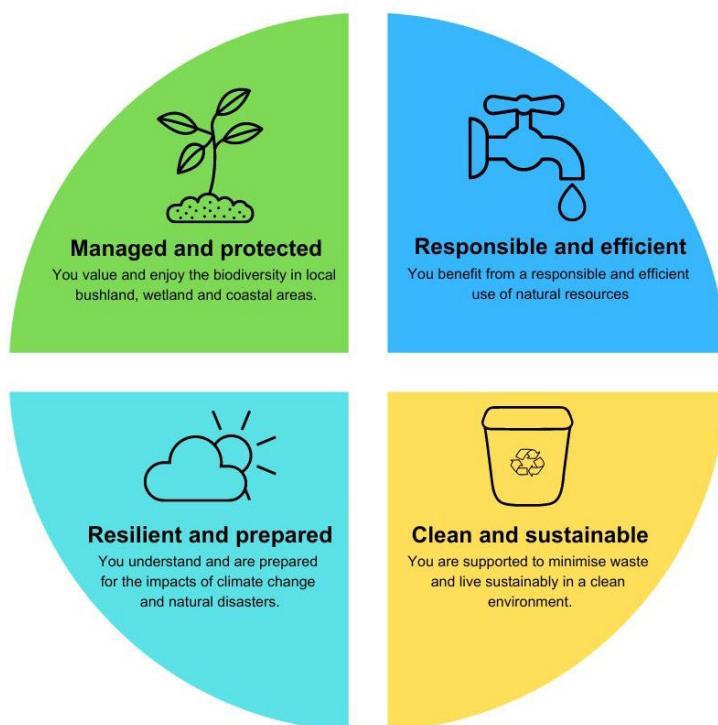 Managed and protected
You value and enjoy the biodiversity in local
bushland, wetland and coastal areas.
Responsible and efficient
You benefit from a responsible and efficient
use of natural resources
Resilient and prepared
You understand and are prepared
for the impacts of climate change
and natural disasters.
Clean and sustainable
You are supported to minimise waste
and live sustainably in a clean
environment.